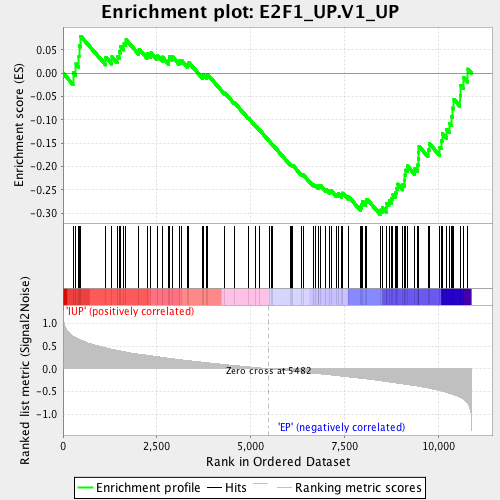 Enrichment plot: E2F1_UP.V1_UP
Enrichment score (ES)
0.05
0.00
-0.05
-0.10
-0.15
-0.20
-0.25
-0.30
Ranked list metric (Signal2Noise)
1.0
0.5
0.0
-0.5
-1.0
'IUP' (positively correlated)
Zero cross at 5482
'EP' (negatively correlated)
0
2,500
5,000
7,500
10,000
Rank in Ordered Dataset
Enrichment profile
Hits
Ranking metric scores